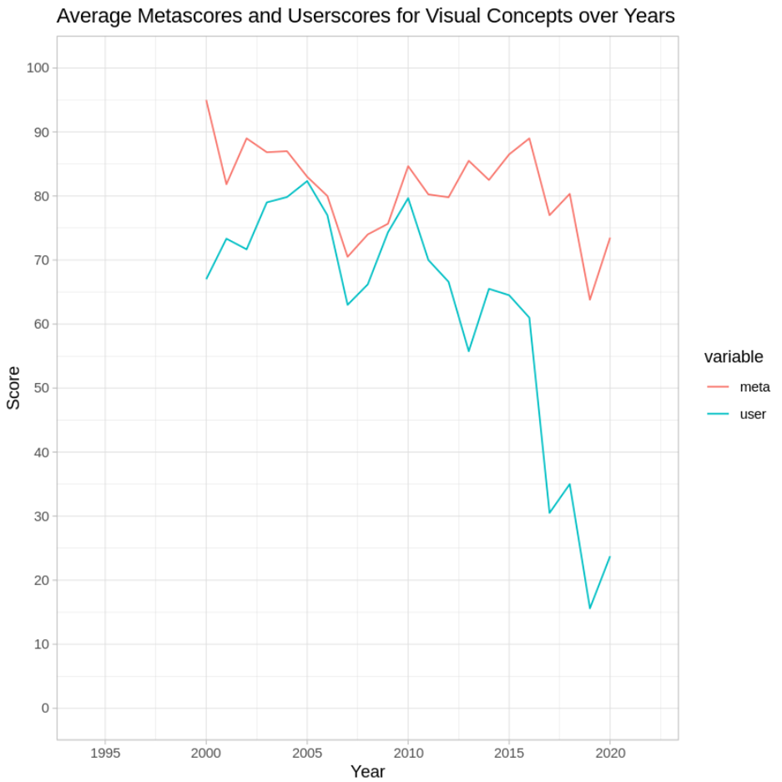 Average Metascores and Userscores for Visual Concepts over Years
100
90
80
70
60
50
40
30
20
10
0
Score
1995 2000 2005 2010 2015 2020
Year
variable
meta
user